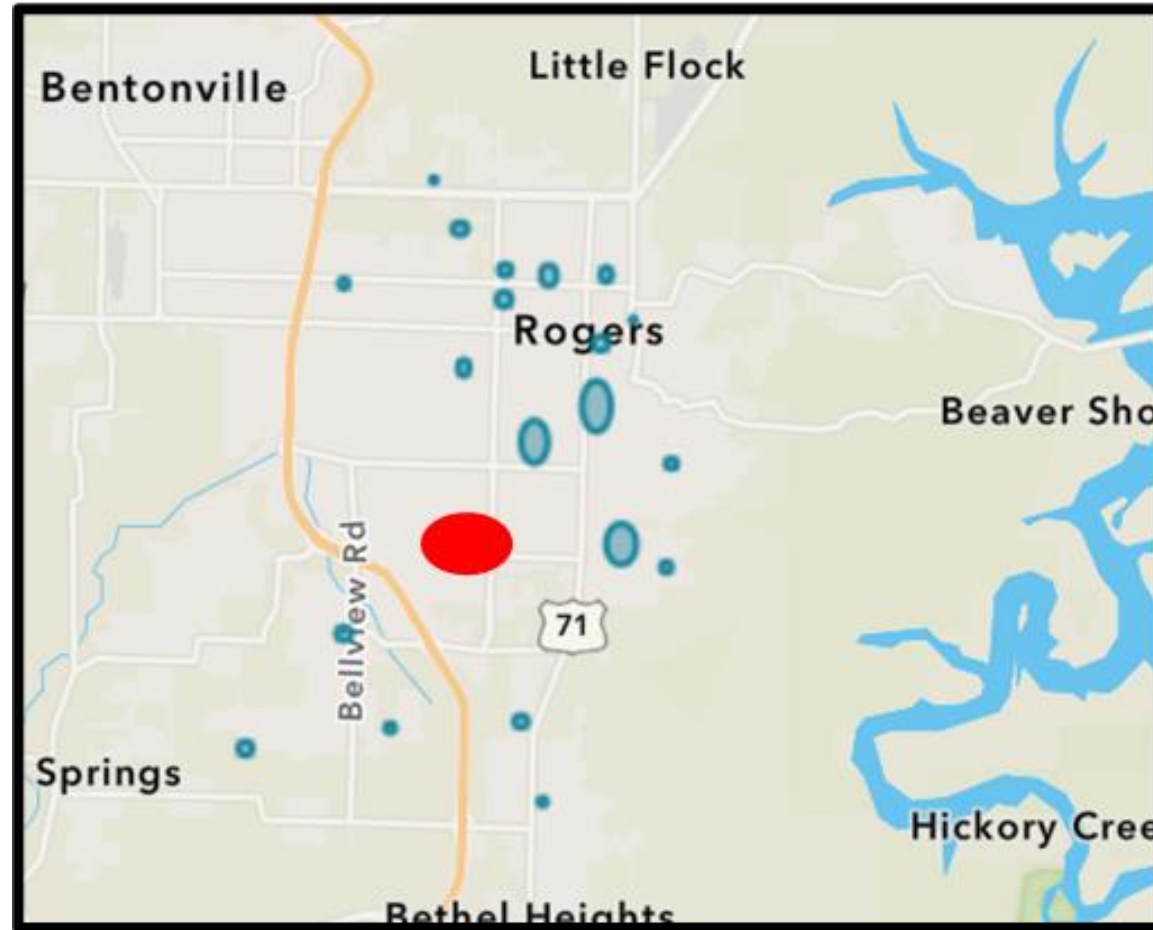 Little Flock
Bentonville
Rogers
Beaver Sho
Bellview Rd
71
Springs
Hickory Cree
Bethel Heights